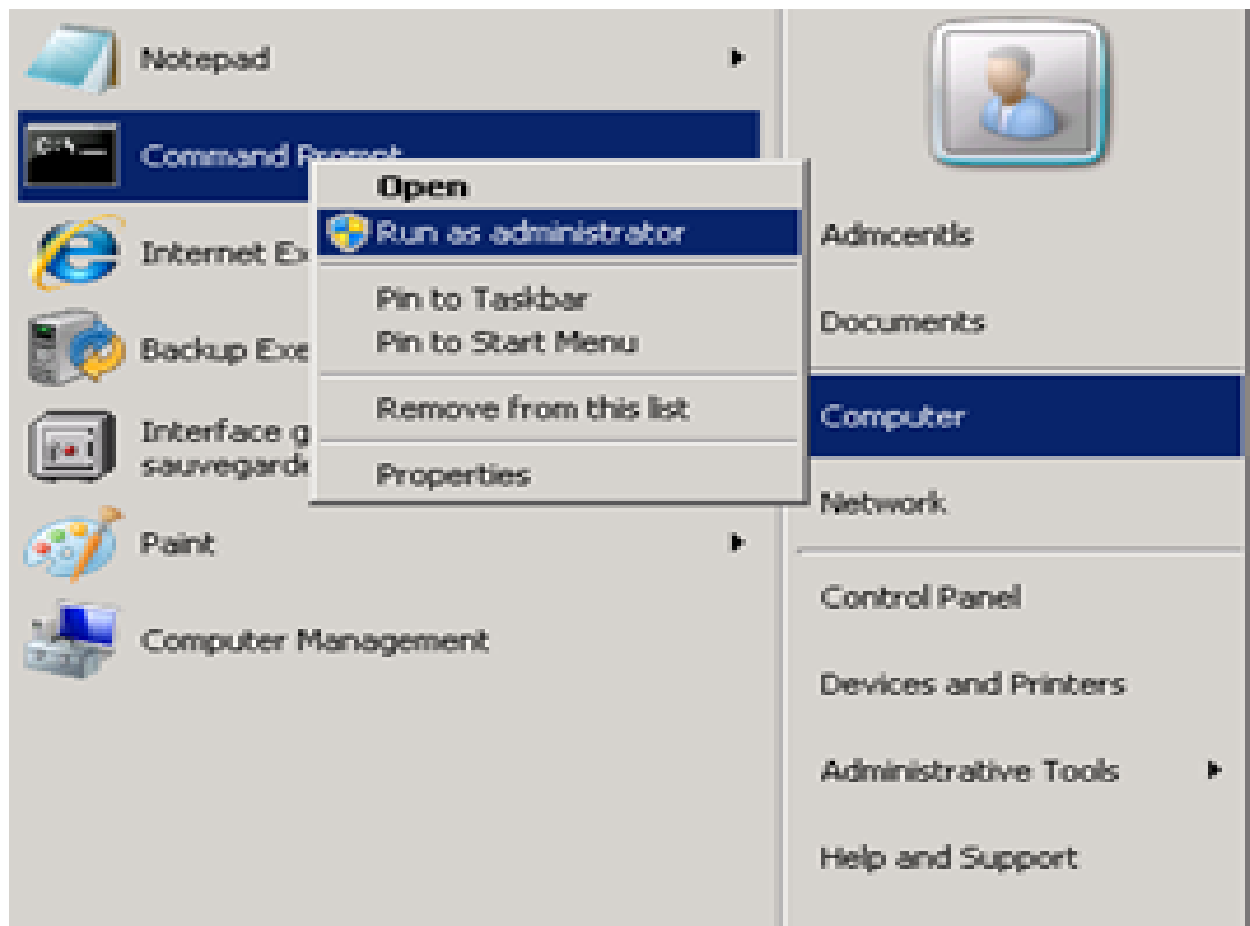 Notepad
Command Prompt
Open
Run as administrator
Pin to Taskbar
Pin to Start Menu
Remove from this list
Properties
Internet Ex
Backup Exe
Interface g
sauvegarde
Paint
Computer Management
Admcentls
Documents
Computer
Network
Control Panel
Devices and Printers
Administrative Tools
Help and Support